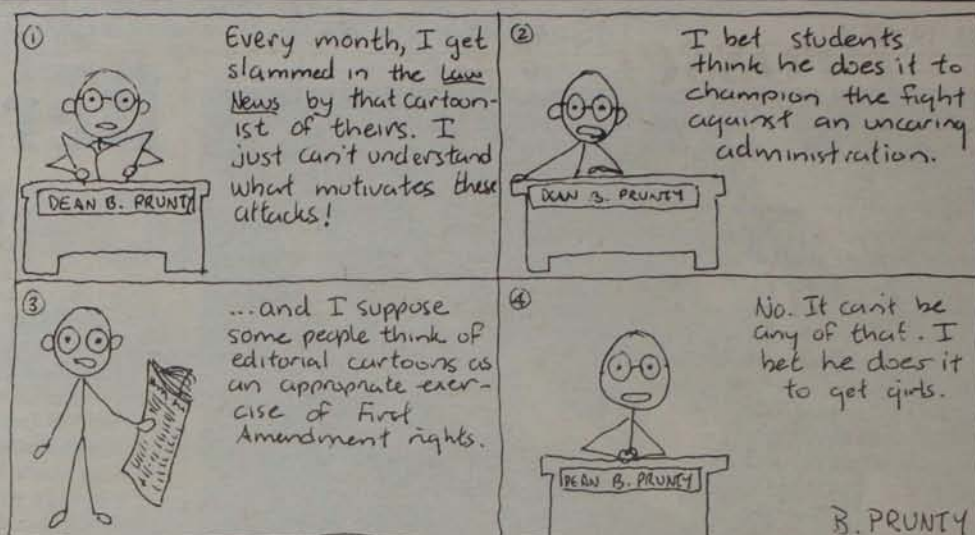 ①
Every month, I get
slammed in the Law
News by that cartoon-
ist of theirs. I
just can't understand
what motivates these
attacks!
DEAN B. PRUNTY
②
I bet students
think he does it to
champion the fight
against an uncaring
administration.
DEAN B. PRUNTY
③
...and I suppose
some people think of
editorial cartoons as
an appropriate exer-
cise of First
Amendment rights.
④
No. It can't be
any of that. I
bet he does it
to get girls.
DEAN B. PRUNTY
B. PRUNTY